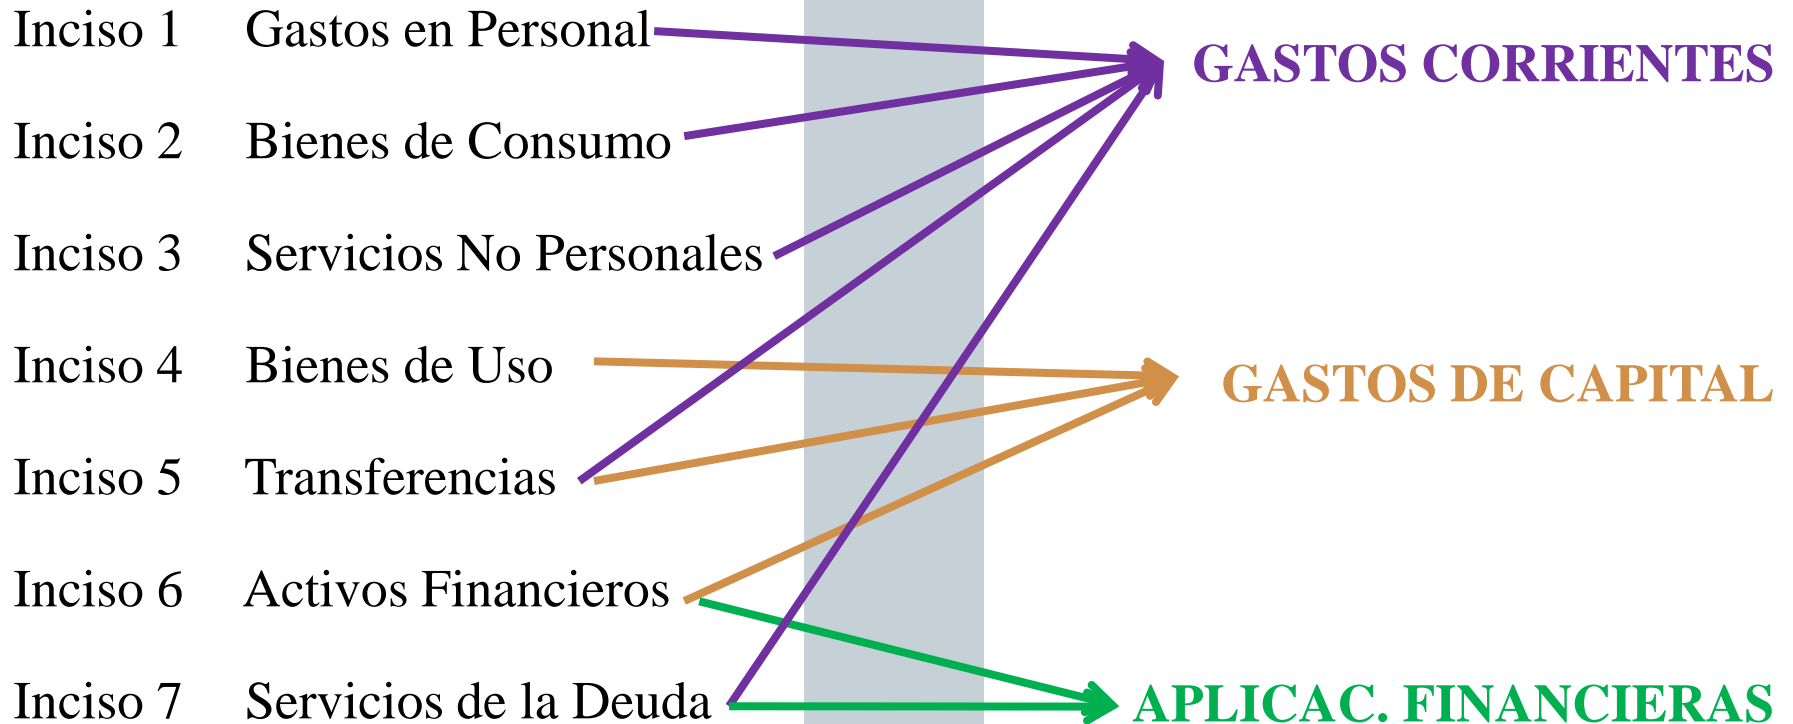 Inciso 1 Gastos en Personal
GASTOS CORRIENTES
Inciso 2 Bienes de Consumo
Inciso 3 Servicios No Personales
Inciso 4 Bienes de Uso
GASTOS DE CAPITAL
Inciso 5 Transferencias
Inciso 6 Activos Financieros
Inciso 7 Servicios de la Deuda
APLICAC. FINANCIERAS